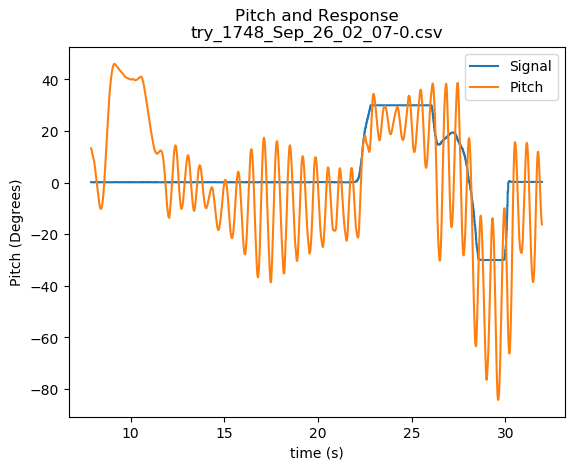 Pitch and Response
try_1748_Sep_26_02_07-0.csv
Signal
Pitch
Pitch (Degrees)
40
20
0
−20
−40
−60
−80
10
15
20
25
30
time (s)